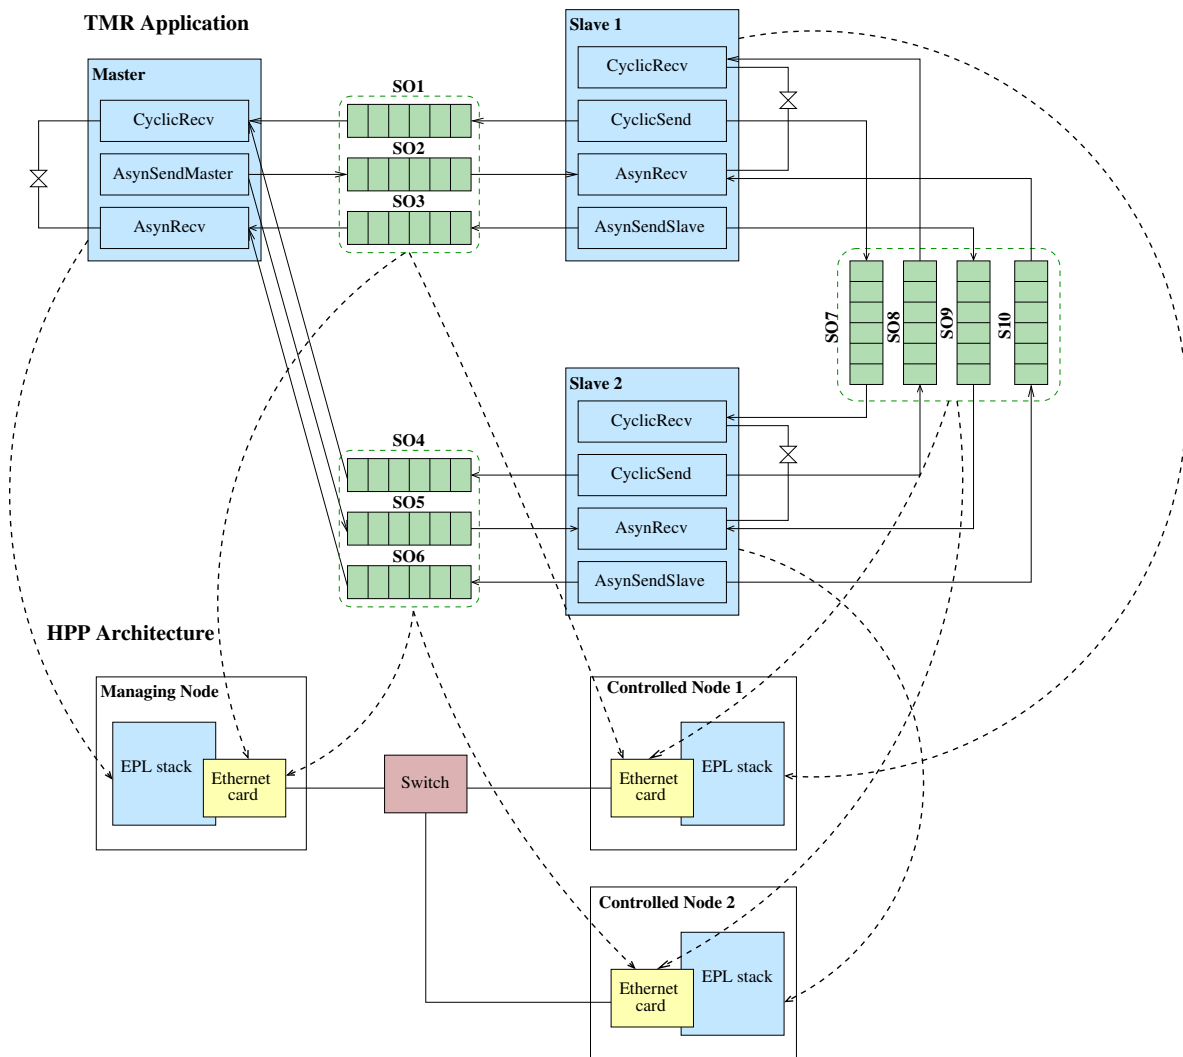 TMR Application
Master
CyclicRecv
AsynSendMaster
AsynRecv
SO1
SO2
SO3
Slave 1
CyclicRecv
CyclicSend
AsynRecv
AsynSendSlave
SO7
SO8
SO9
S10
SO4
SO5
SO6
Slave 2
CyclicRecv
CyclicSend
AsynRecv
AsynSendSlave
HPP Architecture
Managing Node
EPL stack
Ethernet
card
Switch
Controlled Node 1
Ethernet
card
EPL stack
Controlled Node 2
Ethernet
card
EPL stack